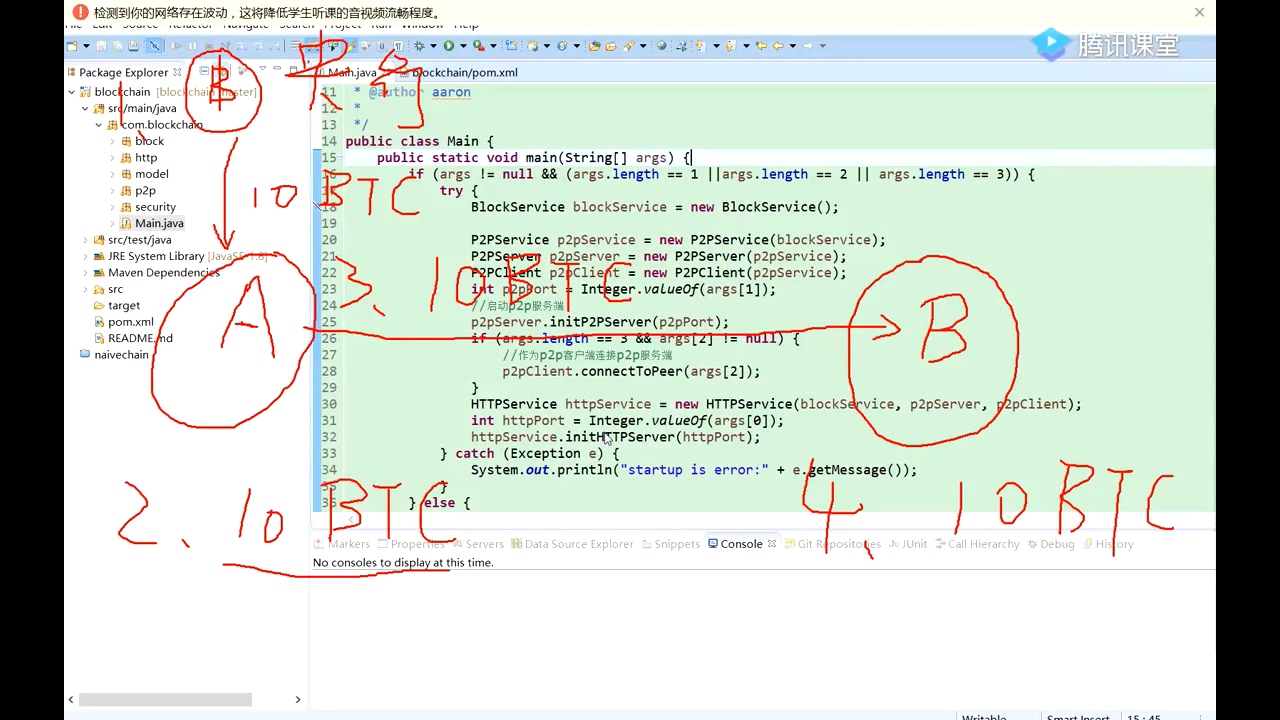 检测到你的网络存在波动，这将降低学生听课的音视频流畅程度。
腾讯课堂
Package Explorer
Main.java
blockchain/pom.xml
blockchain [blockchain master]
src/main/java
com.blockchain
block
http
model
p2p
security
Main.java
src/test/java
JRE System Library [JavaSE-1.8]
Maven Dependencies
src
target
pom.xml
README.md
naivechain
11 * @author aaron
12 *
13 */
14 public class Main {
15 public static void main(String[] args) {
16 if (args != null && (args.length == 1 ||args.length == 2 || args.length == 3)) {
try {
18 BlockService blockService = new BlockService();
19
20 P2PService p2pService = new P2PService(blockService);
21 P2PServer p2pServer = new P2PServer(p2pService);
22 P2PClient p2pClient = new P2PClient(p2pService);
23 int p2pPort = Integer.valueOf(args[1]);
24 //启动p2p服务端
25 p2pServer.initP2PServer(p2pPort);
26 if (args.length == 3 && args[2] != null) {
27 //作为p2p客户端连接p2p服务端
28 p2pClient.connectToPeer(args[2]);
29 }
30 HTTPService httpService = new HTTPService(blockService, p2pServer, p2pClient);
31 int httpPort = Integer.valueOf(args[0]);
32 httpService.initHTTPServer(httpPort);
33 } catch (Exception e) {
34 System.out.println("startup is error:" + e.getMessage());
35 }
36 } else {
Markers Properties Servers Data Source Explorer Snippets Console Git Repositories JUnit Call Hierarchy Debug History
No consoles to display at this time.
Writable Smart Insert 15 : 45
1、
B
10 BTC
A
3、10 BTC
B
2、10 BTC
4、10 BTC